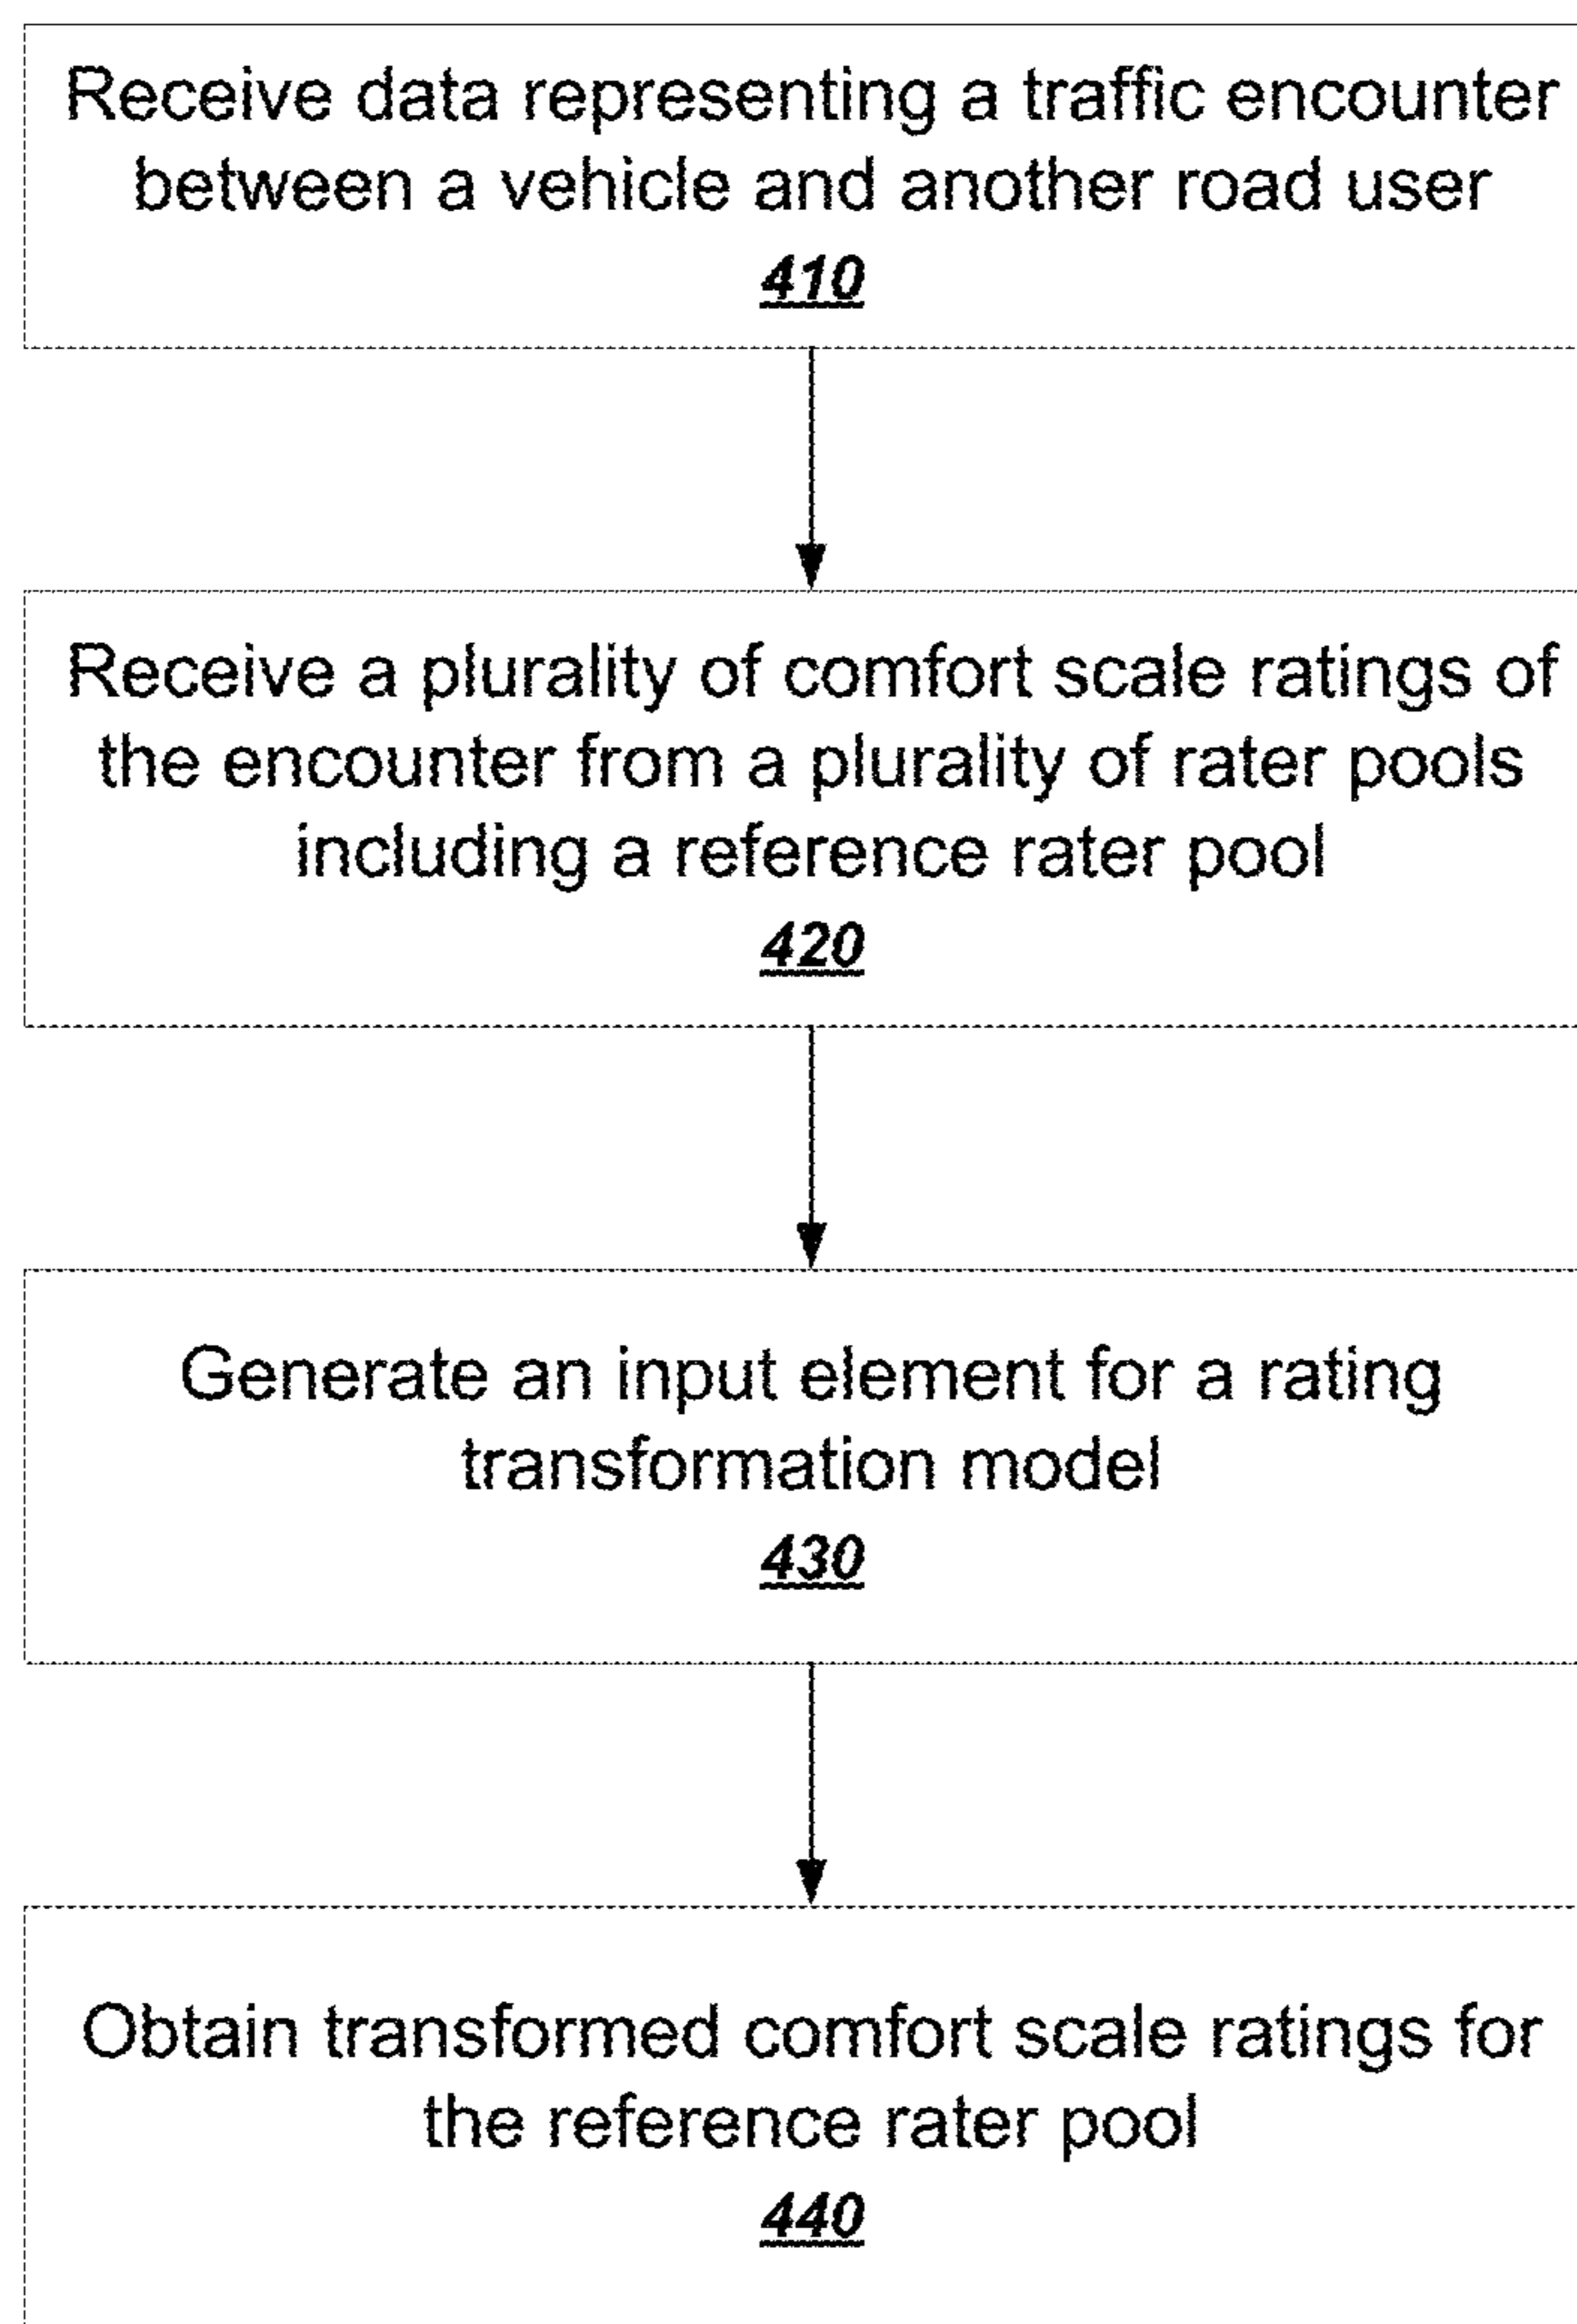 Receive data representing a traffic encounter
between a vehicle and another road user
410
Receive a plurality of comfort scale ratings of
the encounter from a plurality of rater pools
including a reference rater pool
420
Generate an input element for a rating
transformation model
430
Obtain transformed comfort scale ratings for
the reference rater pool
440